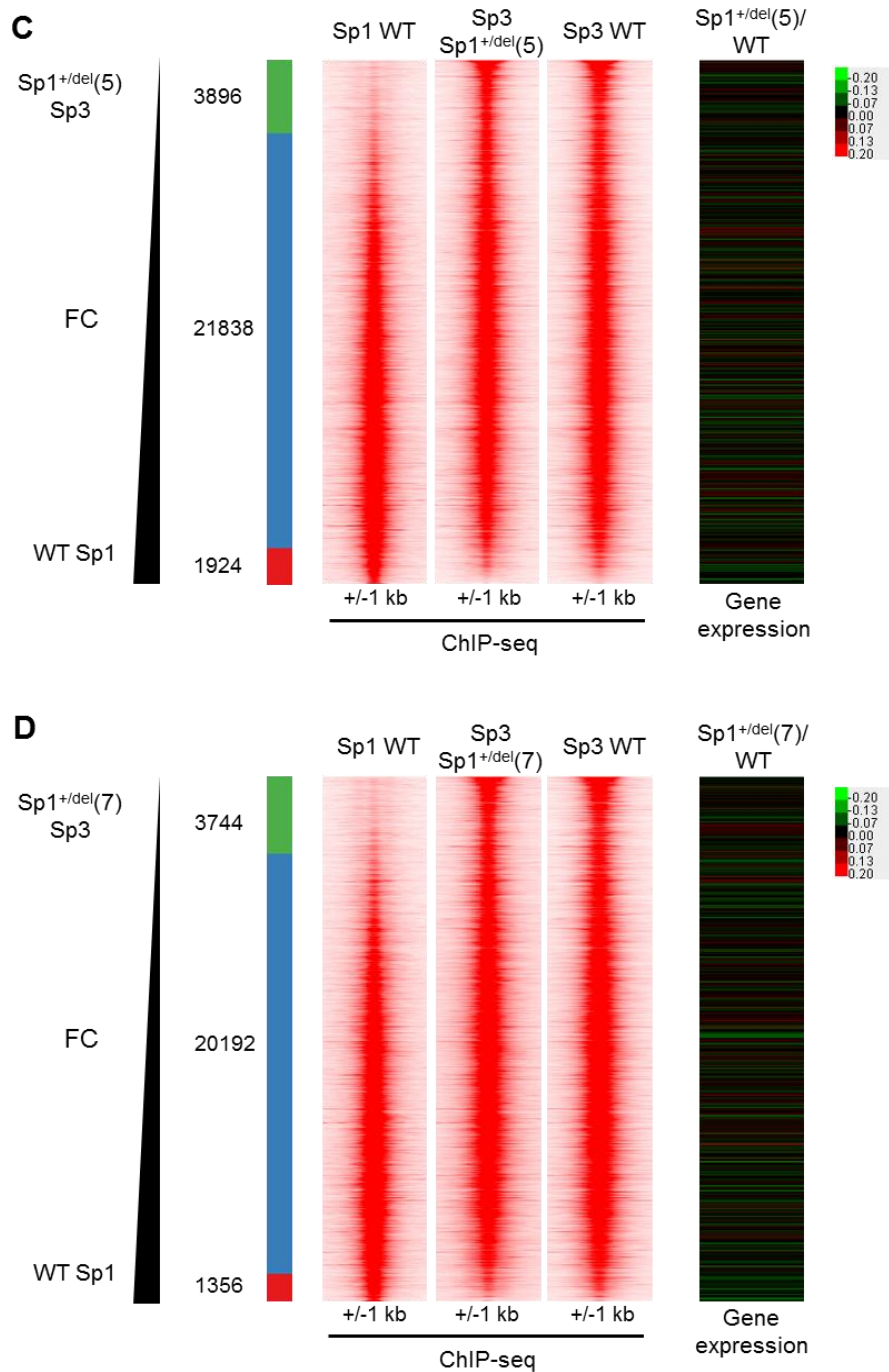 C
Sp1 WT
Sp3
Sp1+/del(5)
Sp3 WT
Sp1+/del(5)/
WT
Sp1+/del(5)
Sp3
3896
-0.20
-0.13
-0.07
0.00
0.07
0.13
0.20
FC
21838
WT Sp1
1924
+/-1 kb
+/-1 kb
+/-1 kb
ChIP-seq
Gene
expression
D
Sp1 WT
Sp3
Sp1+/del(7)
Sp3 WT
Sp1+/del(7)/
WT
Sp1+/del(7)
Sp3
3744
-0.20
-0.13
-0.07
0.00
0.07
0.13
0.20
FC
20192
WT Sp1
1356
+/-1 kb
+/-1 kb
+/-1 kb
ChIP-seq
Gene
expression